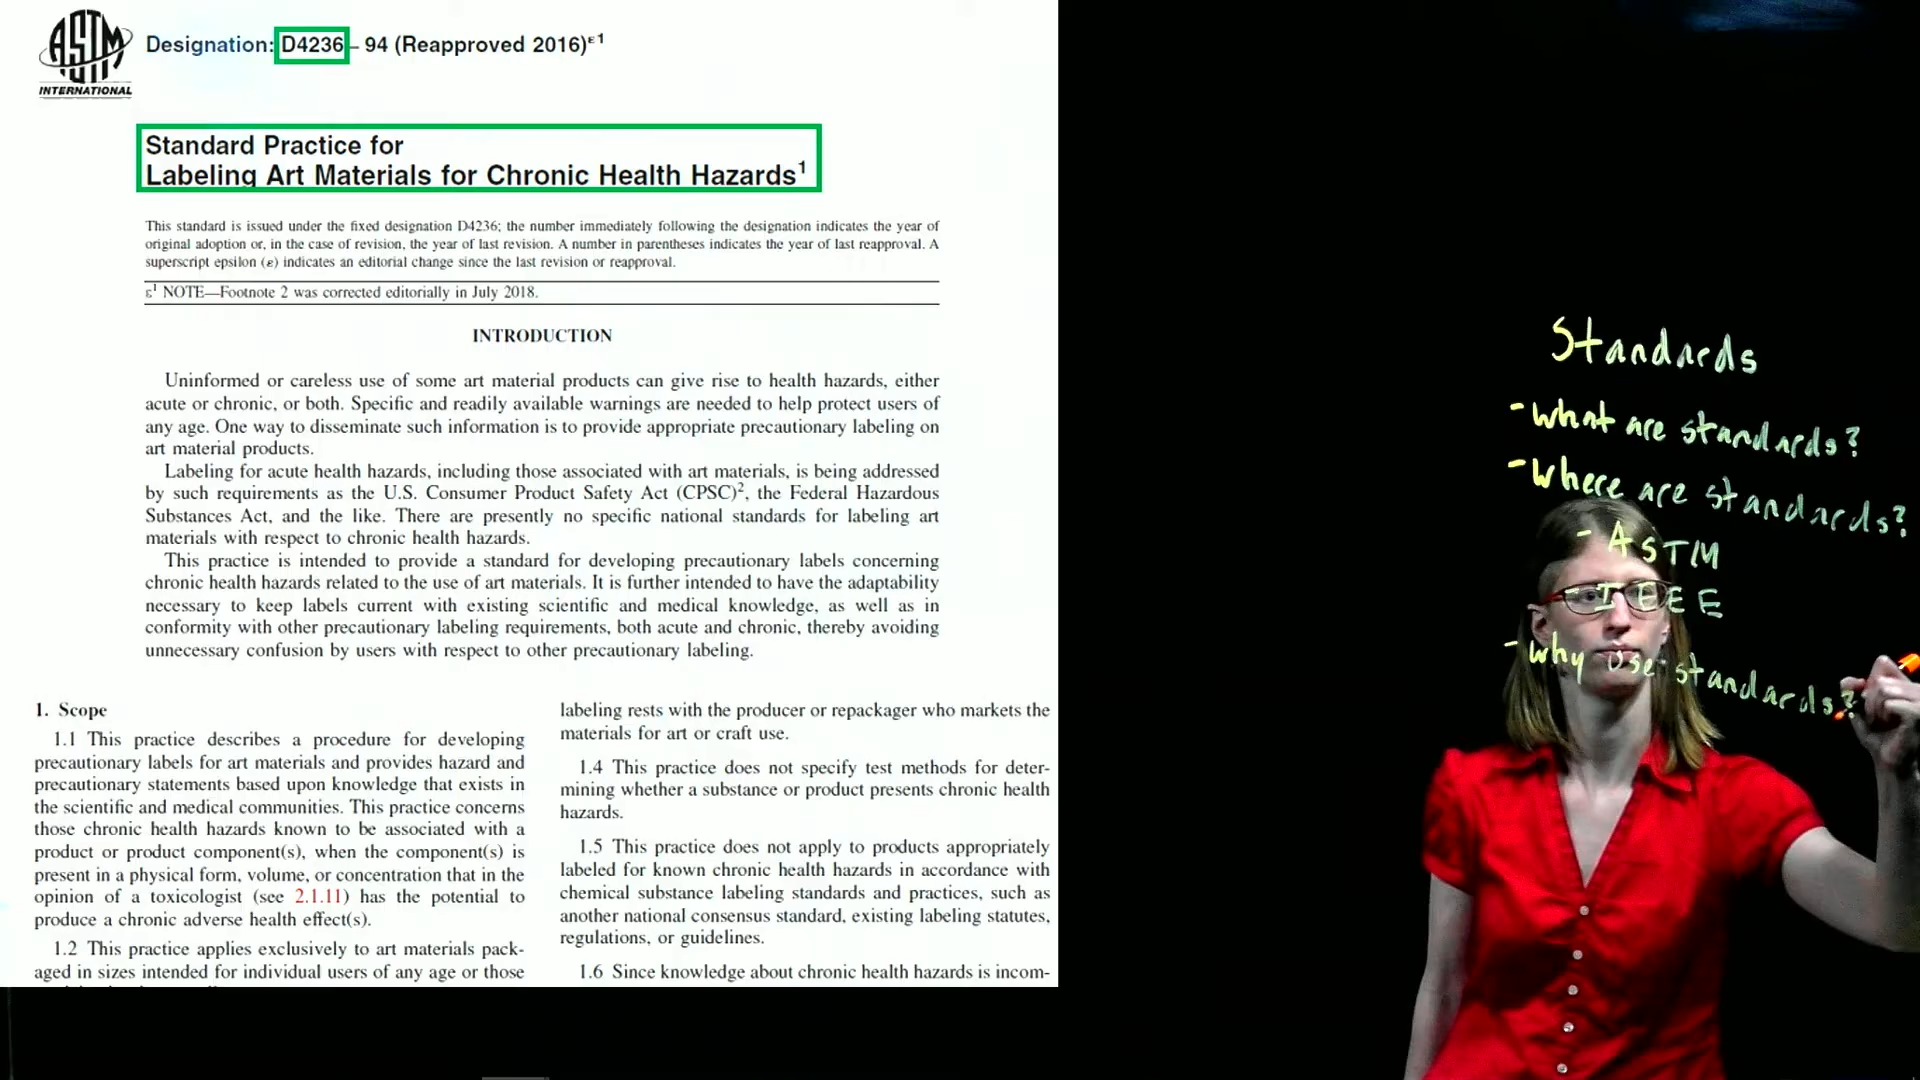 ASTM
INTERNATIONAL
Designation: D4236 – 94 (Reapproved 2016)ε1
Standard Practice for
Labeling Art Materials for Chronic Health Hazards1
This standard is issued under the fixed designation D4236; the number immediately following the designation indicates the year of
original adoption or, in the case of revision, the year of last revision. A number in parentheses indicates the year of last reapproval. A
superscript epsilon (ε) indicates an editorial change since the last revision or reapproval.
ε1 NOTE—Footnote 2 was corrected editorially in July 2018.
INTRODUCTION
Uninformed or careless use of some art material products can give rise to health hazards, either
acute or chronic, or both. Specific and readily available warnings are needed to help protect users of
any age. One way to disseminate such information is to provide appropriate precautionary labeling on
art material products.
Labeling for acute health hazards, including those associated with art materials, is being addressed
by such requirements as the U.S. Consumer Product Safety Act (CPSC)2, the Federal Hazardous
Substances Act, and the like. There are presently no specific national standards for labeling art
materials with respect to chronic health hazards.
This practice is intended to provide a standard for developing precautionary labels concerning
chronic health hazards related to the use of art materials. It is further intended to have the adaptability
necessary to keep labels current with existing scientific and medical knowledge, as well as in
conformity with other precautionary labeling requirements, both acute and chronic, thereby avoiding
unnecessary confusion by users with respect to other precautionary labeling.
1. Scope
1.1 This practice describes a procedure for developing
precautionary labels for art materials and provides hazard and
precautionary statements based upon knowledge that exists in
the scientific and medical communities. This practice concerns
those chronic health hazards known to be associated with a
product or product component(s), when the component(s) is
present in a physical form, volume, or concentration that in the
opinion of a toxicologist (see 2.1.11) has the potential to
produce a chronic adverse health effect(s).
1.2 This practice applies exclusively to art materials pack-
aged in sizes intended for individual users of any age or those
labeling rests with the producer or repackager who markets the
materials for art or craft use.
1.4 This practice does not specify test methods for deter-
mining whether a substance or product presents chronic health
hazards.
1.5 This practice does not apply to products appropriately
labeled for known chronic health hazards in accordance with
chemical substance labeling standards and practices, such as
another national consensus standard, existing labeling statutes,
regulations, or guidelines.
1.6 Since knowledge about chronic health hazards is incom-
Standards
- What are standards?
- Where are standards?
- ASTM
- IEEE
- Why use standards?